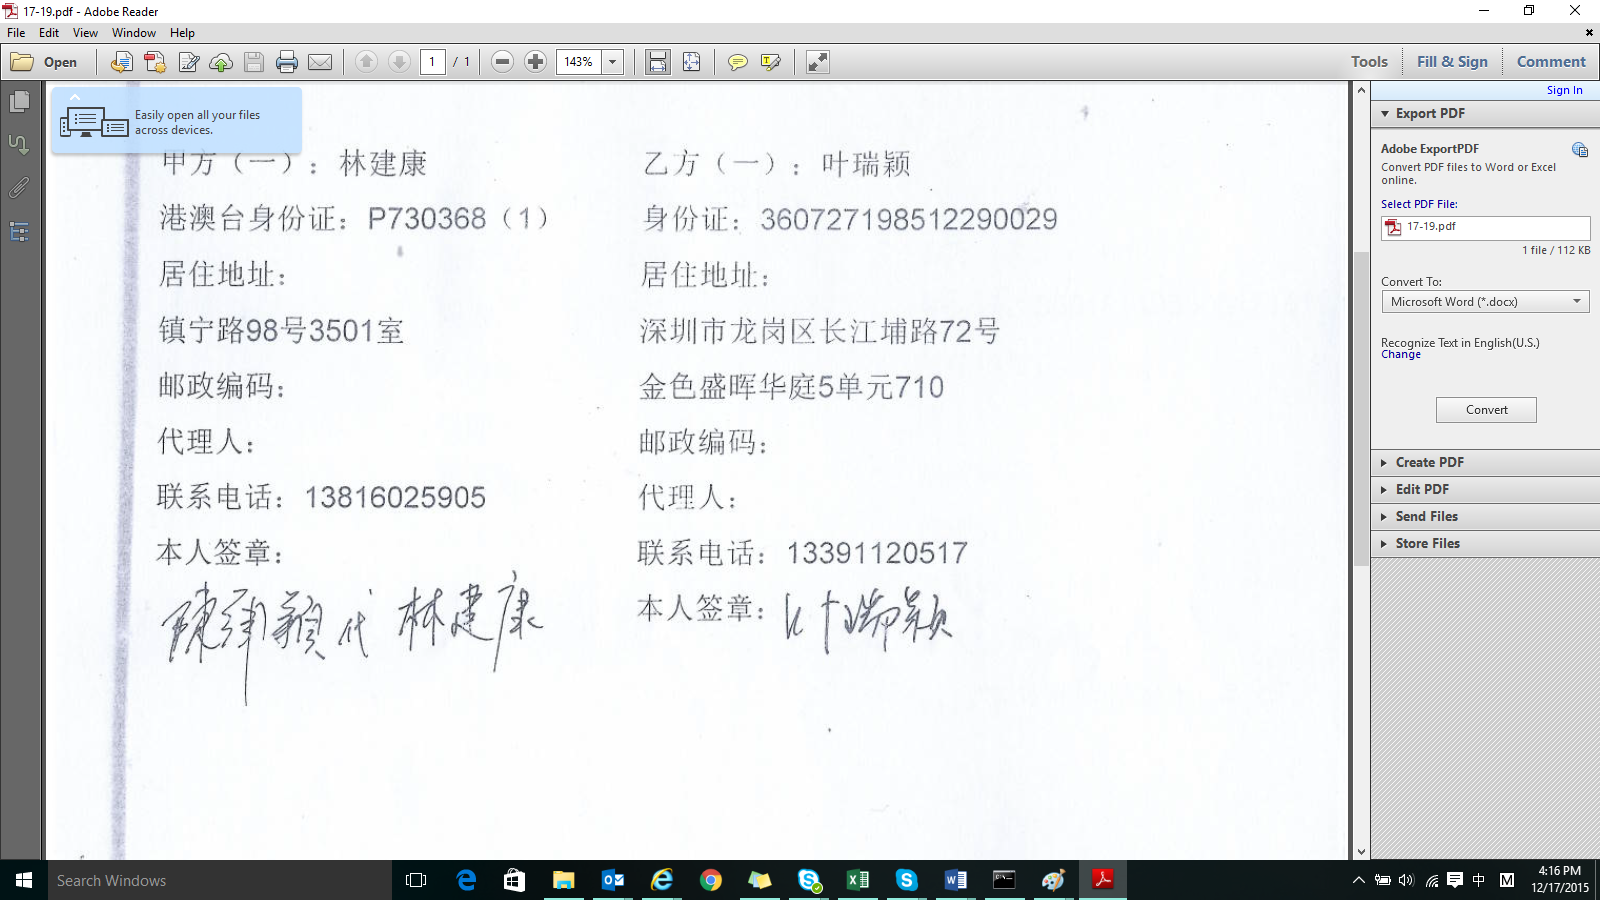 17-19.pdf - Adobe Reader
File Edit View Window Help
Open 1 / 1 143% Tools Fill & Sign Comment
Easily open all your files
across devices.
甲方（一）：林建康
港澳台身份证：P730368（1）
居住地址：
镇宁路98号3501室
邮政编码：
代理人：
联系电话：13816025905
本人签章：
陳 穎代 林建康
乙方（一）：叶瑞颖
身份证：360727198512290029
居住地址：
深圳市龙岗区长江埔路72号
金色盛晖华庭5单元710
邮政编码：
代理人：
联系电话：13391120517
本人签章：叶瑞颖
Sign In
Export PDF
Adobe ExportPDF
Convert PDF files to Word or Excel
online.
Select PDF File:
17-19.pdf
1 file / 112 KB
Convert To:
Microsoft Word (*.docx)
Recognize Text in English(U.S.)
Change
Convert
Create PDF
Edit PDF
Send Files
Store Files
Search Windows
中 M
4:16 PM
12/17/2015